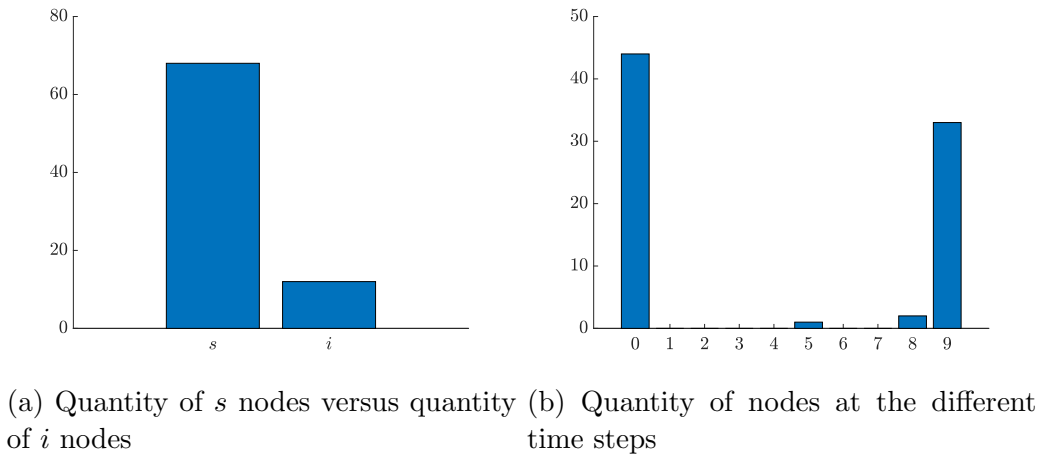 80
60
40
20
0
s
i
50
40
30
20
10
0
0 1 2 3 4 5 6 7 8 9
(a) Quantity of s nodes versus quantity
of i nodes
(b) Quantity of nodes at the different
time steps